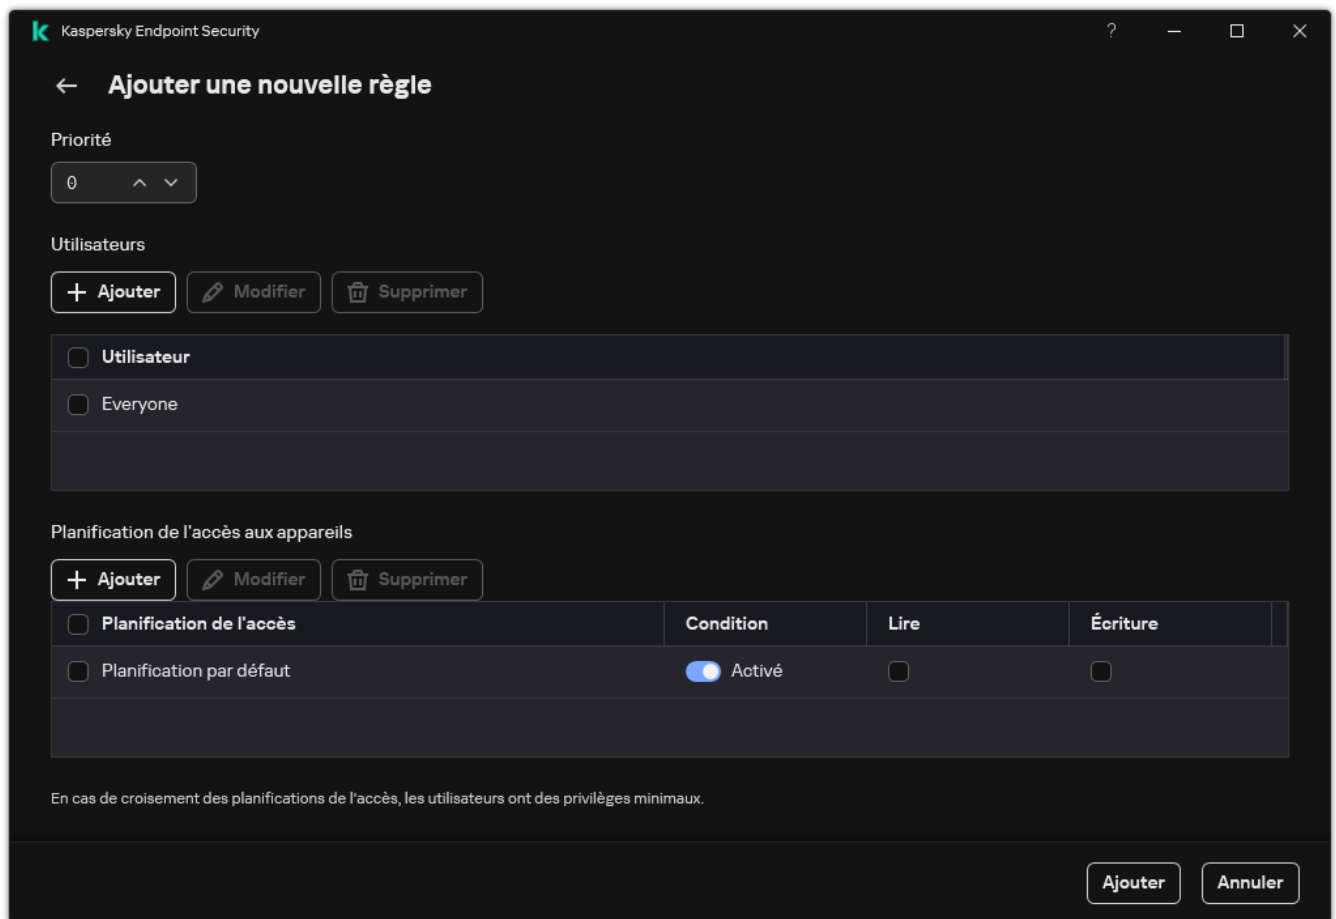 Kaspersky Endpoint Security ?
Ajouter une nouvelle règle
Priorité
0
Utilisateurs
Ajouter Modifier Supprimer
Utilisateur
Everyone
Planification de l'accès aux appareils
Ajouter Modifier Supprimer
Planification de l'accès Condition Lire Écriture
Planification par défaut Activé
En cas de croisement des planifications de l'accès, les utilisateurs ont des privilèges minimaux.
Ajouter Annuler